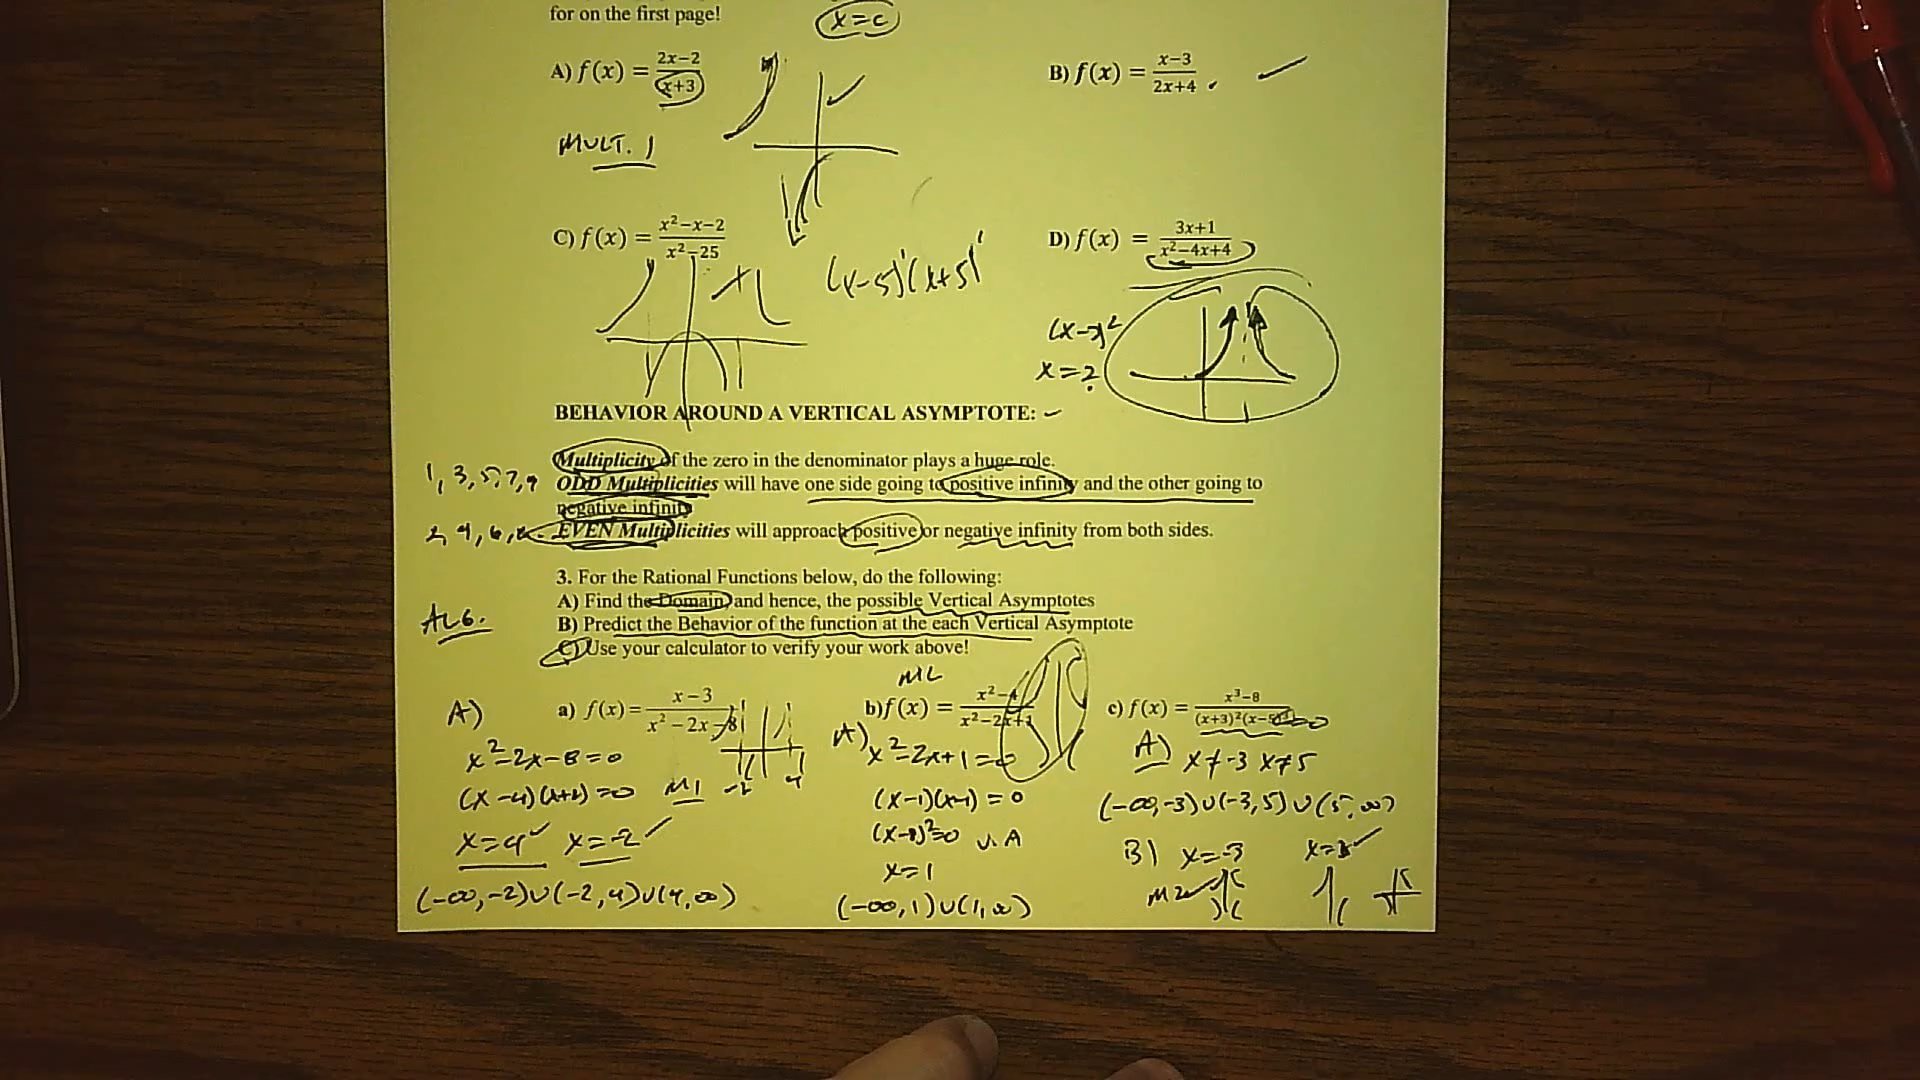 for on the first page!
x=c
A) f(x) = (2x−2)/(x+3)
B) f(x) = (x−3)/(2x+4)
MULT. 1
C) f(x) = (x²−x−2)/(x²−25)
D) f(x) = (3x+1)/(x²−4x+4)
(x−5)¹(x+5)¹
x=2
BEHAVIOR AROUND A VERTICAL ASYMPTOTE:
Multiplicity of the zero in the denominator plays a huge role.
1, 3, 5, 7, 9 ODD Multiplicities will have one side going to positive infinity and the other going to
negative infinity
2, 4, 6, 8.. EVEN Multiplicities will approach positive or negative infinity from both sides.
3. For the Rational Functions below, do the following:
A) Find the Domain and hence, the possible Vertical Asymptotes
B) Predict the Behavior of the function at the each Vertical Asymptote
C) Use your calculator to verify your work above!
A)
a) f(x)= (x−3)/(x²−2x−8)
b) f(x) = (x²−4)/(x²−2x+1)
c) f(x) = (x³−8)/((x+3)²(x−5)
x²−2x−8=0
A) x²−2x+1=0
A) x≠−3 x≠5
(x−4)(x+2)=0 M1 −2 4
(x−1)(x−1)=0
(−∞,−3)∪(−3,5)∪(5,∞)
x=4 x=−2
(x−1)²=0 V.A
x=1
B) x=−3
M2
(−∞,−2)∪(−2,4)∪(4,∞)
(−∞,1)∪(1,∞)